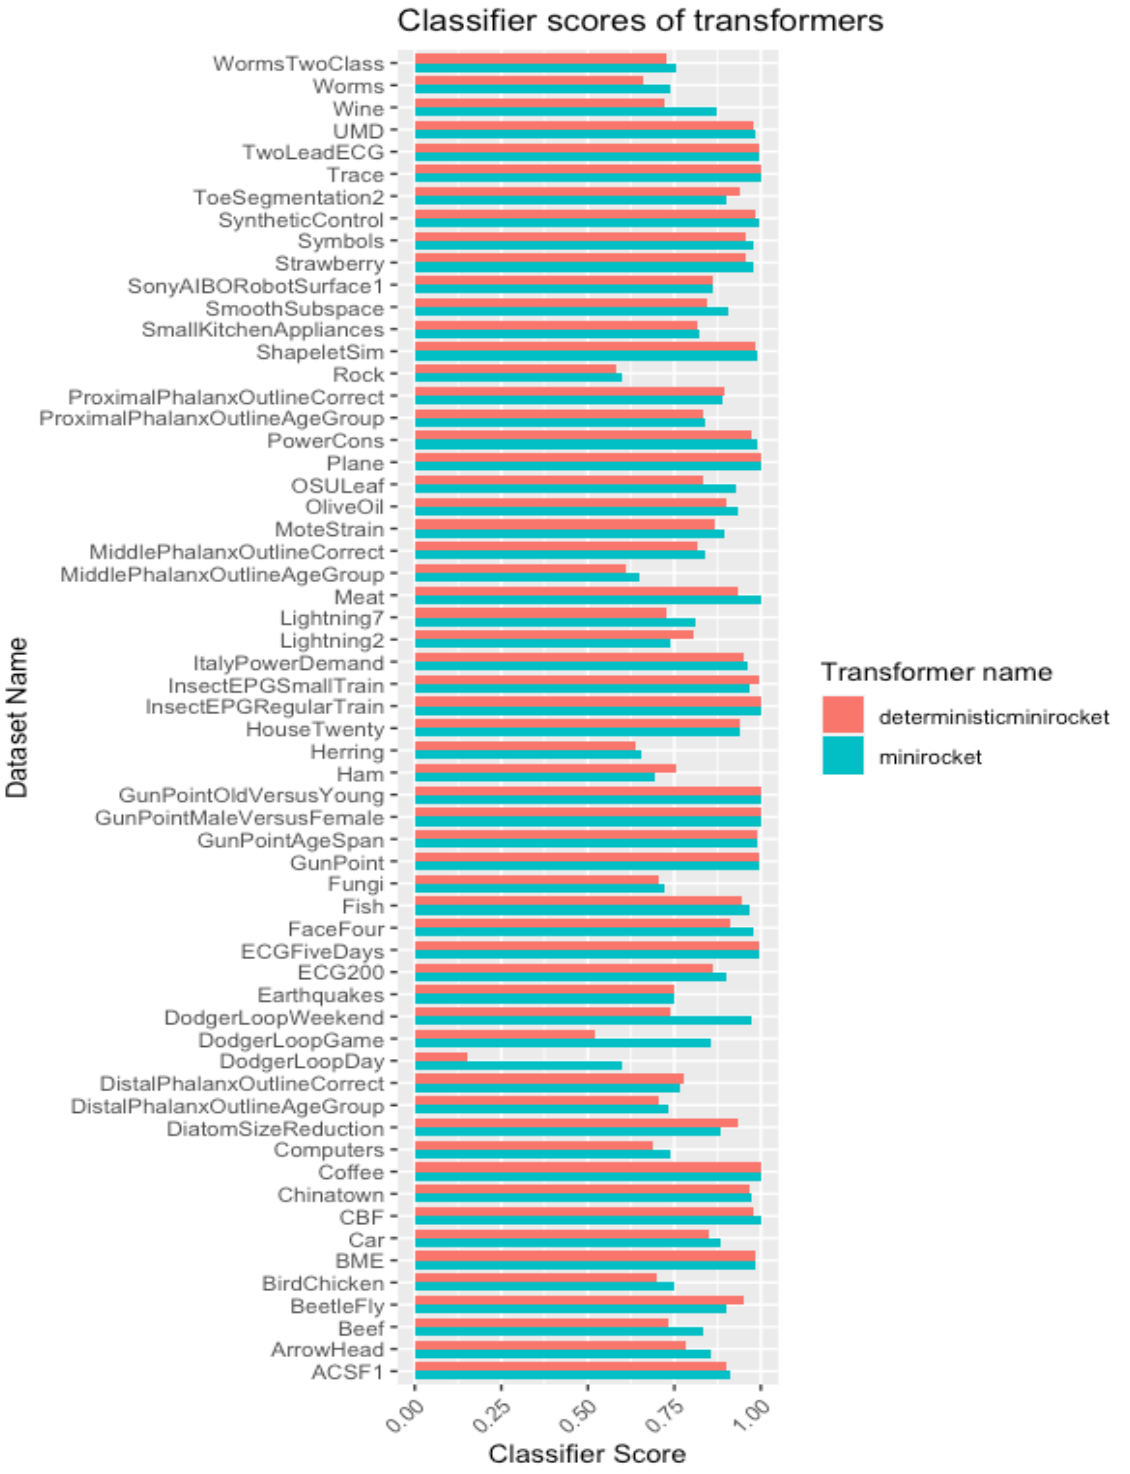 Classifier scores of transformers
WormsTwoClass
Worms
Wine
UMD
TwoLeadECG
Trace
ToeSegmentation2
SyntheticControl
Symbols
Strawberry
SonyAIBORobotSurface1
SmoothSubspace
SmallKitchenAppliances
ShapeletSim
Rock
ProximalPhalanxOutlineCorrect
ProximalPhalanxOutlineAgeGroup
PowerCons
Plane
OSULeaf
OliveOil
MoteStrain
MiddlePhalanxOutlineCorrect
MiddlePhalanxOutlineAgeGroup
Meat
Lightning7
Lightning2
ItalyPowerDemand
InsectEPGSmallTrain
InsectEPGRegularTrain
HouseTwenty
Herring
Ham
GunPointOldVersusYoung
GunPointMaleVersusFemale
GunPointAgeSpan
GunPoint
Fungi
Fish
FaceFour
ECGFiveDays
ECG200
Earthquakes
DodgerLoopWeekend
DodgerLoopGame
DodgerLoopDay
DistalPhalanxOutlineCorrect
DistalPhalanxOutlineAgeGroup
DiatomSizeReduction
Computers
Coffee
Chinatown
CBF
Car
BME
BirdChicken
BeetleFly
Beef
ArrowHead
ACSF1
Dataset Name
0.00 0.25 0.50 0.75 1.00
Classifier Score
Transformer name
deterministicminirocket
minirocket